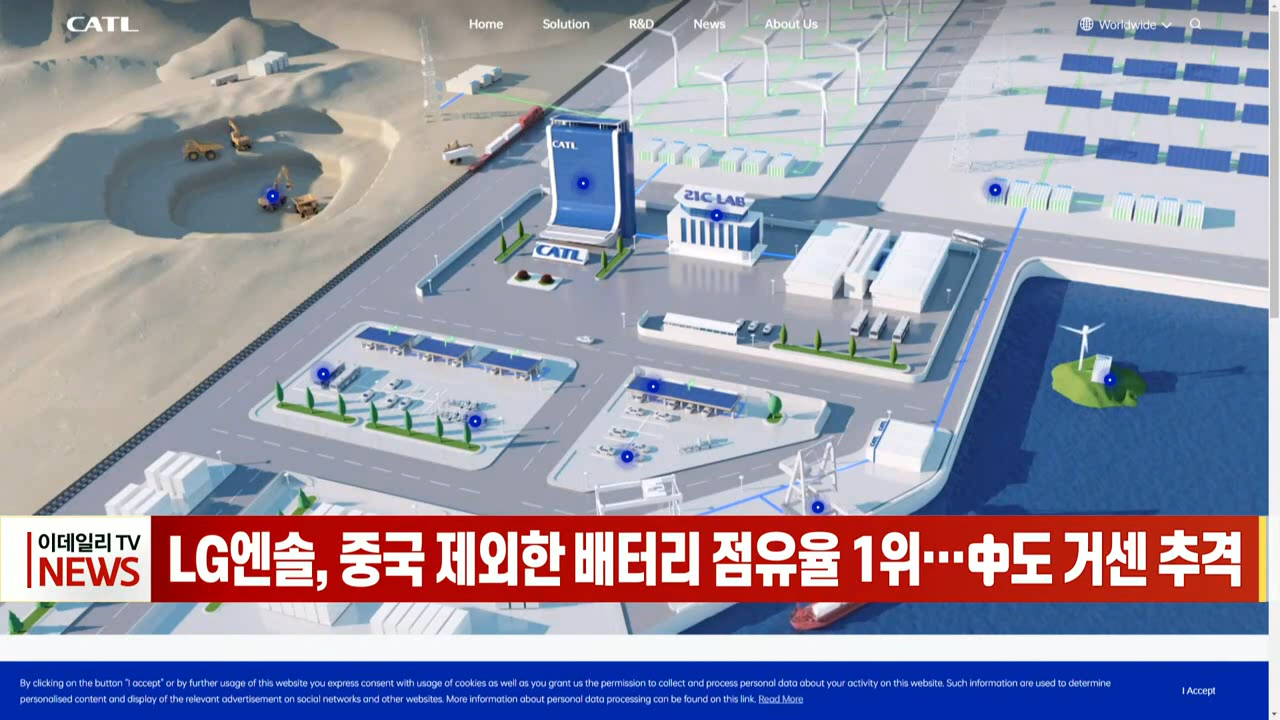 CATL
Home Solution R&D News About Us
Worldwide
CATL
21C LAB
CATL
이데일리 TV
NEWS
LG엔솔, 중국 제외한 배터리 점유율 1위…中도 거센 추격
By clicking on the button "I accept" or by further usage of this website you express consent with usage of cookies as well as you grant us the permission to collect and process personal data about your activity on this website. Such information are used to determine
personalised content and display of the relevant advertisement on social networks and other websites. More information about personal data processing can be found on this link. Read More
I Accept